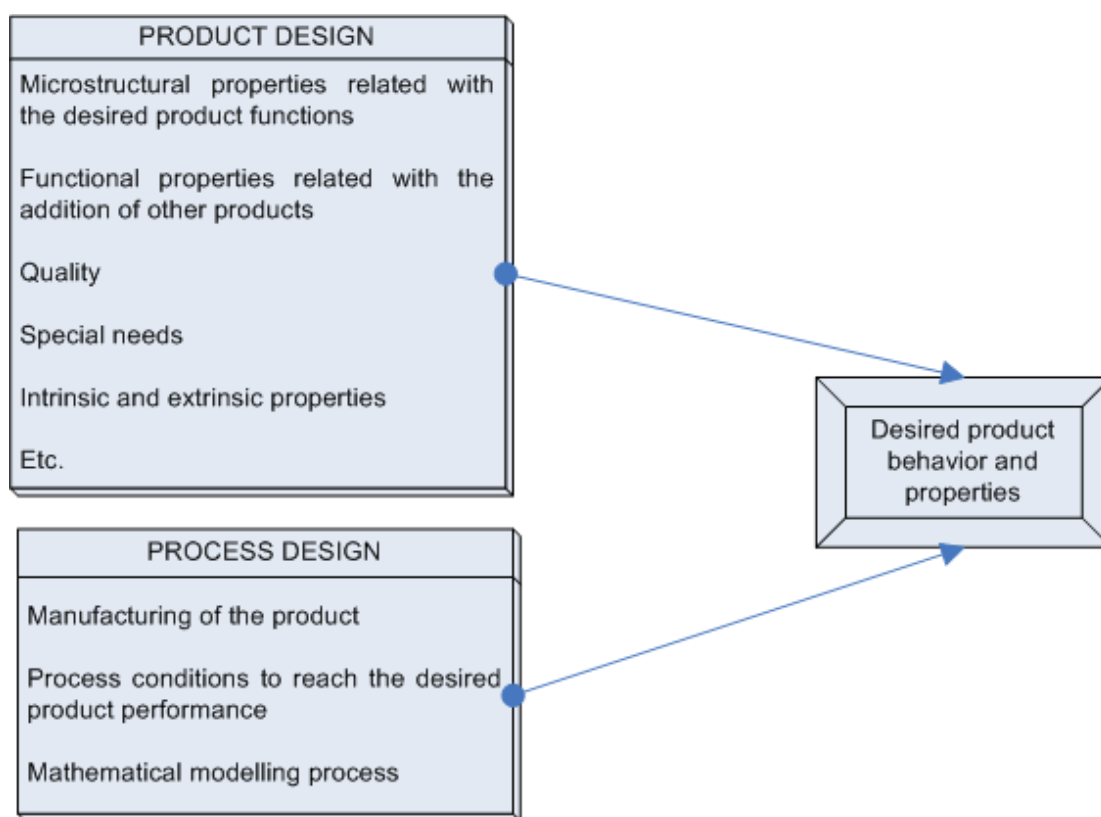 PRODUCT DESIGN
Microstructural properties related with
the desired product functions
Functional properties related with the
addition of other products
Quality
Special needs
Intrinsic and extrinsic properties
Etc.
Desired product
behavior and
properties
PROCESS DESIGN
Manufacturing of the product
Process conditions to reach the desired
product performance
Mathematical modelling process